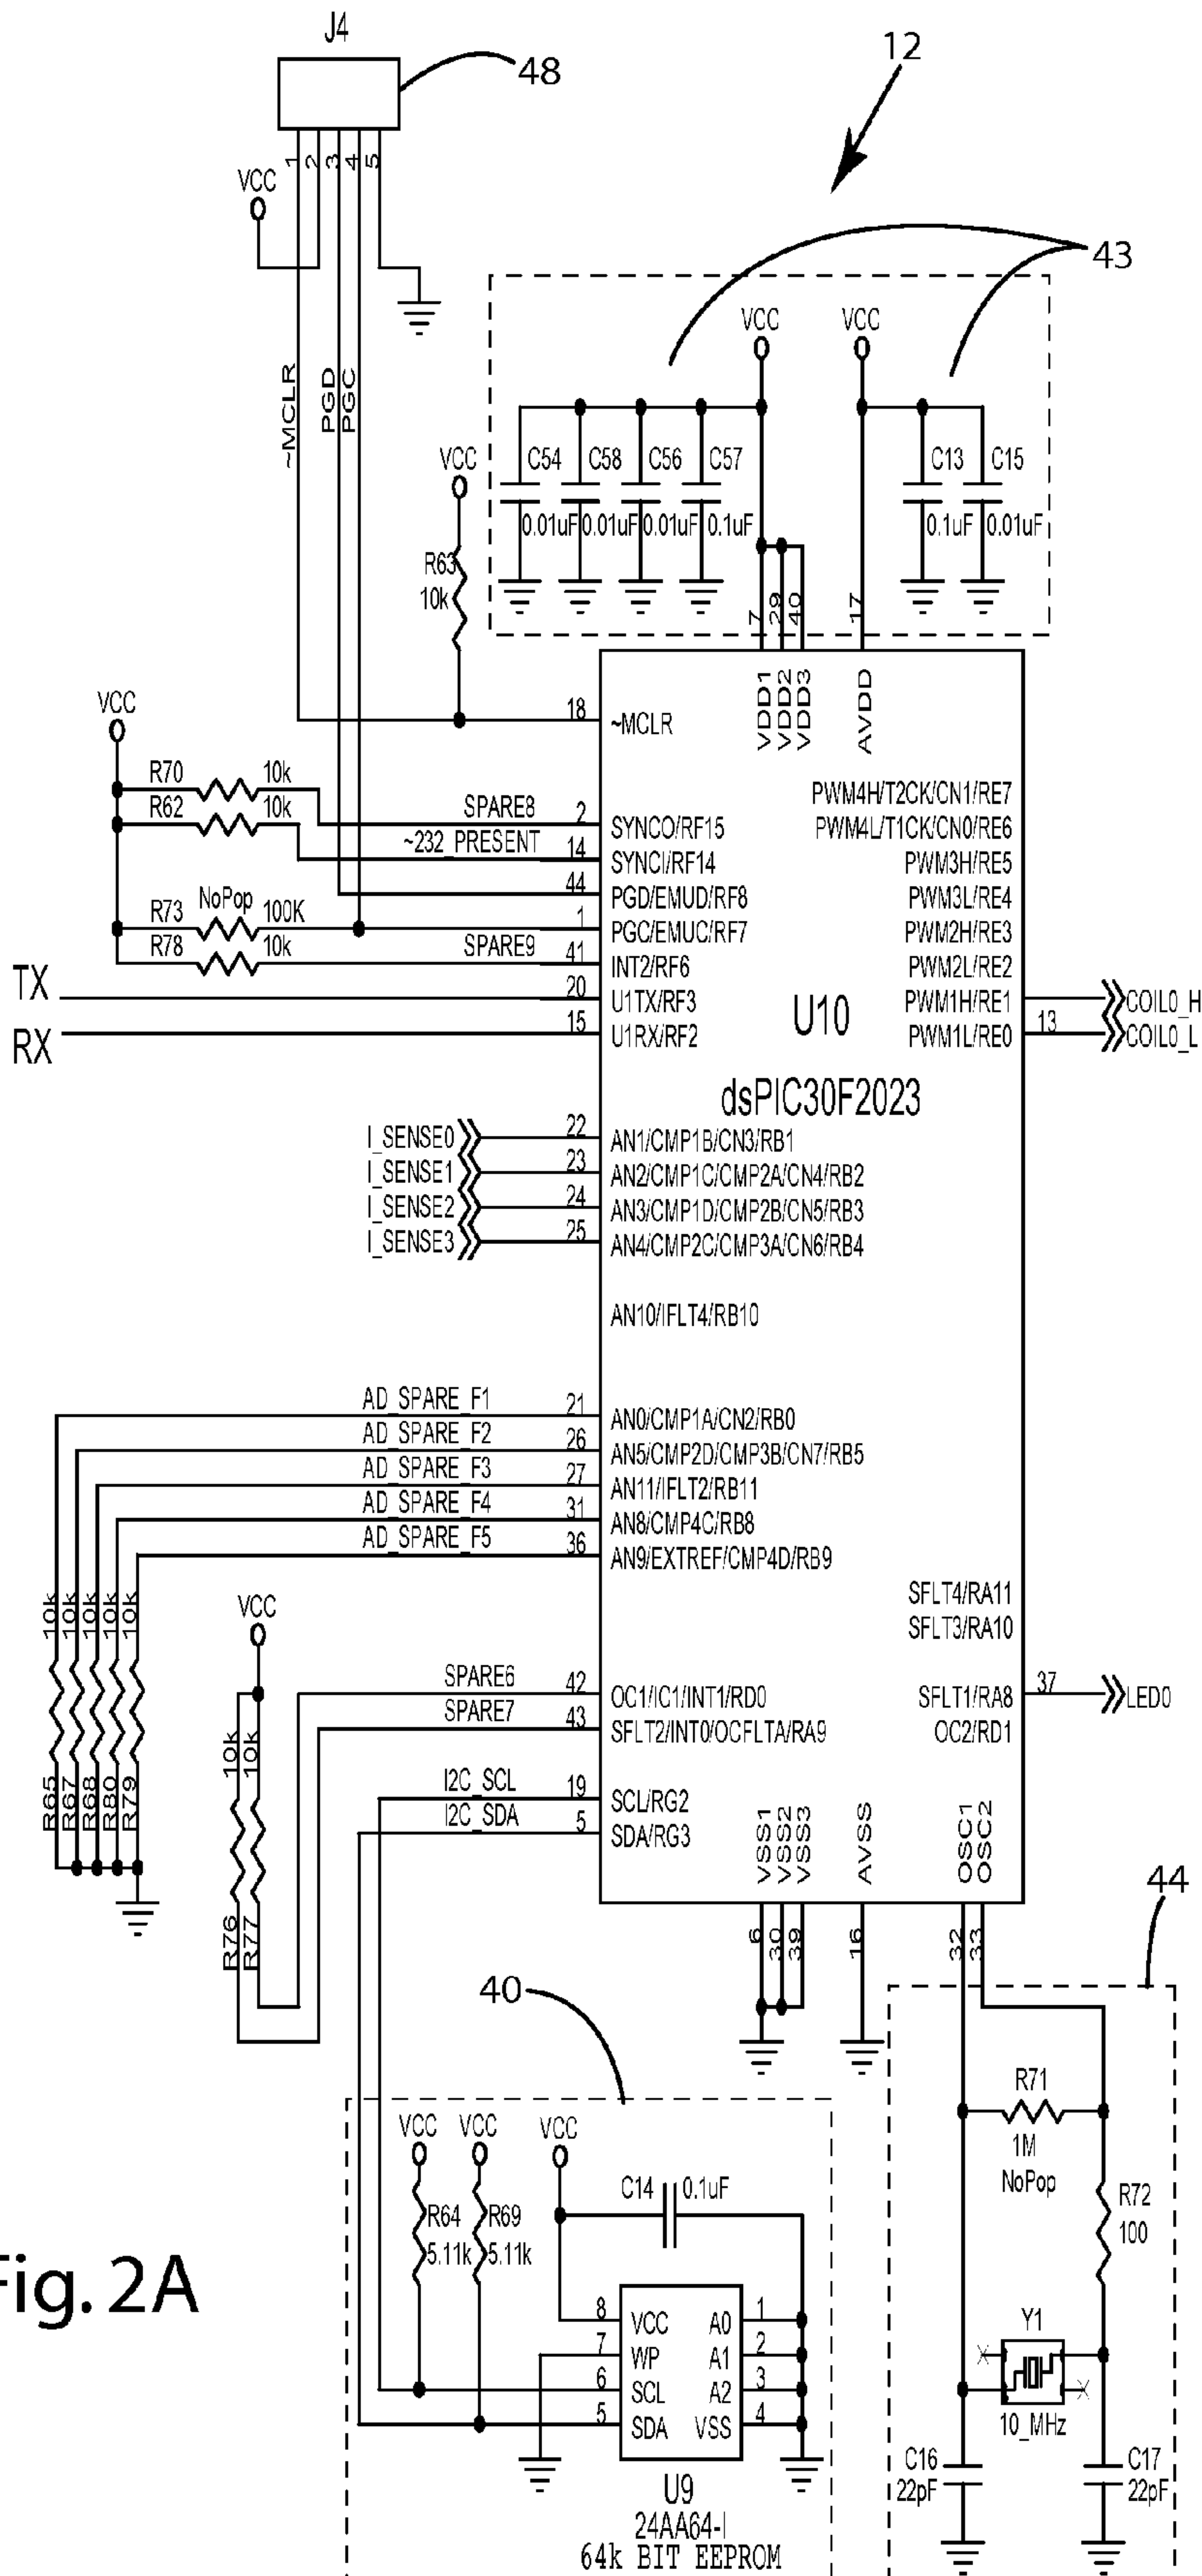 J4
48
12
1 2 3 4 5
VCC
43
VCC VCC
~MCLR
PGD
PGC
C54 C58 C56 C57 C13 C15
0.01uF 0.01uF 0.01uF 0.1uF 0.1uF 0.01uF
VCC
R63
10k
7 29 40 17
VDD1 VDD2 VDD3 AVDD
18 ~MCLR
VCC
R70 10k
R62 10k
SPARE8 2 SYNCO/RF15
~232_PRESENT 14 SYNCI/RF14
44 PGD/EMUD/RF8
R73 NoPop 100K 1 PGC/EMUC/RF7
R78 10k SPARE9 41 INT2/RF6
TX 20 U1TX/RF3
RX 15 U1RX/RF2
PWM4H/T2CK/CN1/RE7
PWM4L/T1CK/CN0/RE6
PWM3H/RE5
PWM3L/RE4
PWM2H/RE3
PWM2L/RE2
PWM1H/RE1 COIL0_H
PWM1L/RE0 13 COIL0_L
U10
dsPIC30F2023
I_SENSE0 22 AN1/CMP1B/CN3/RB1
I_SENSE1 23 AN2/CMP1C/CMP2A/CN4/RB2
I_SENSE2 24 AN3/CMP1D/CMP2B/CN5/RB3
I_SENSE3 25 AN4/CMP2C/CMP3A/CN6/RB4
AN10/IFLT4/RB10
AD_SPARE_F1 21 AN0/CMP1A/CN2/RB0
AD_SPARE_F2 26 AN5/CMP2D/CMP3B/CN7/RB5
AD_SPARE_F3 27 AN11/IFLT2/RB11
AD_SPARE_F4 31 AN8/CMP4C/RB8
AD_SPARE_F5 36 AN9/EXTREF/CMP4D/RB9
10k 10k 10k 10k 10k
R65 R67 R68 R80 R79
SFLT4/RA11
SFLT3/RA10
VCC
SPARE6 42 OC1/IC1/INT1/RD0
SPARE7 43 SFLT2/INT0/OCFLTA/RA9
SFLT1/RA8 37 LED0
OC2/RD1
10k 10k
R76 R77
I2C_SCL 19 SCL/RG2
I2C_SDA 5 SDA/RG3
VSS1 VSS2 VSS3 AVSS OSC1 OSC2
6 30 39 16 32 33
44
40
VCC VCC VCC
R64 5.11k
R69 5.11k
C14 0.1uF
R71
1M
NoPop
R72
100
Fig. 2A
8 VCC A0 1
7 WP A1 2
6 SCL A2 3
5 SDA VSS 4
U9
24AA64-I
64k BIT EEPROM
Y1
10_MHz
C16
22pF
C17
22pF